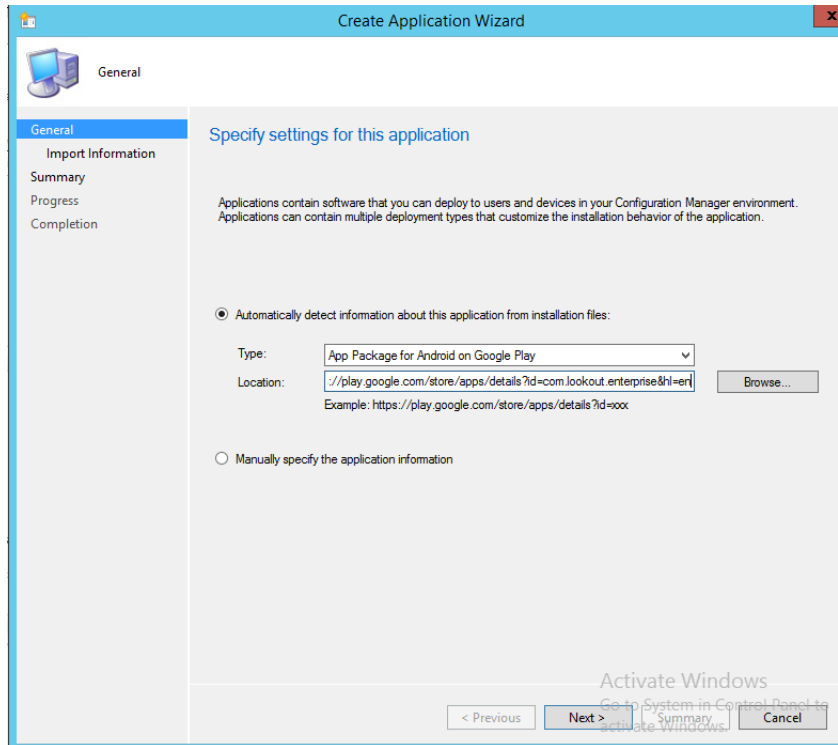 Create Application Wizard
x
General
General
Import Information
Summary
Progress
Completion
Specify settings for this application
Applications contain software that you can deploy to users and devices in your Configuration Manager environment.
Applications can contain multiple deployment types that customize the installation behavior of the application.
Automatically detect information about this application from installation files:
Type:
App Package for Android on Google Play
Location:
://play.google.com/store/apps/details?id=com.lookout.enterprise&hl=en
Browse...
Example: https://play.google.com/store/apps/details?id=xxx
Manually specify the application information
Activate Windows
Go to System in Control Panel to
activate Windows.
< Previous
Next >
Summary
Cancel